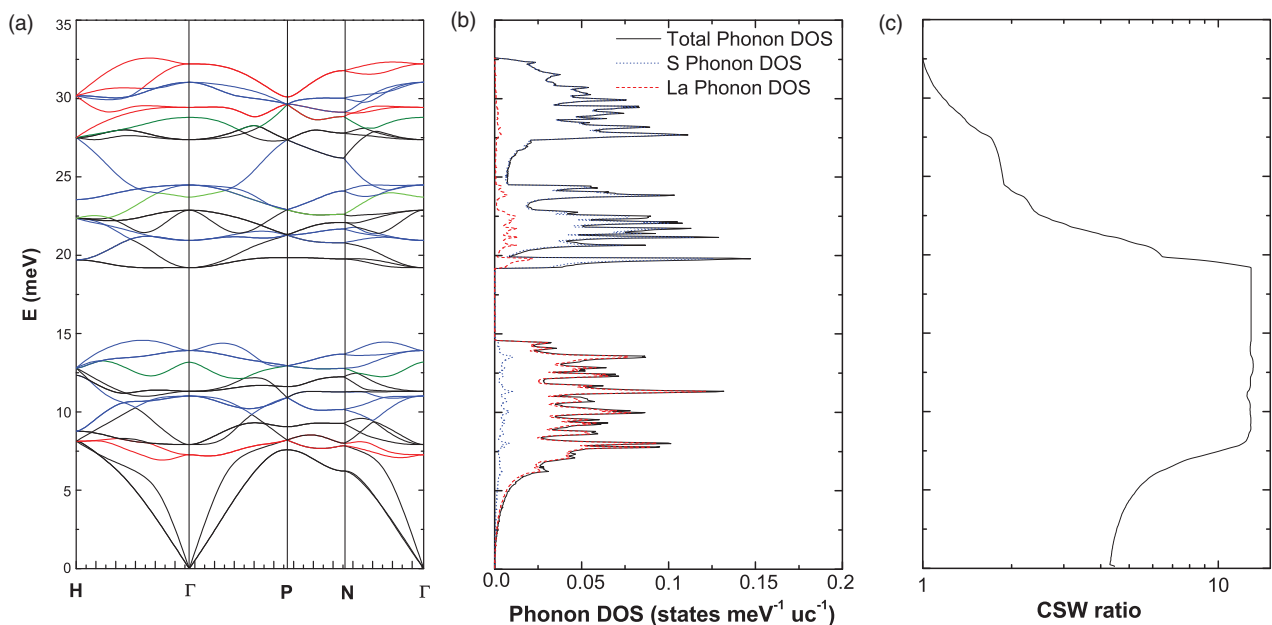 (a)
35
30
25
20
15
10
5
0
E (meV)
H Γ P N Γ
(b)
Total Phonon DOS
S Phonon DOS
La Phonon DOS
0.0 0.05 0.10 0.15 0.2
Phonon DOS (states meV⁻¹ uc⁻¹)
(c)
1 10
CSW ratio